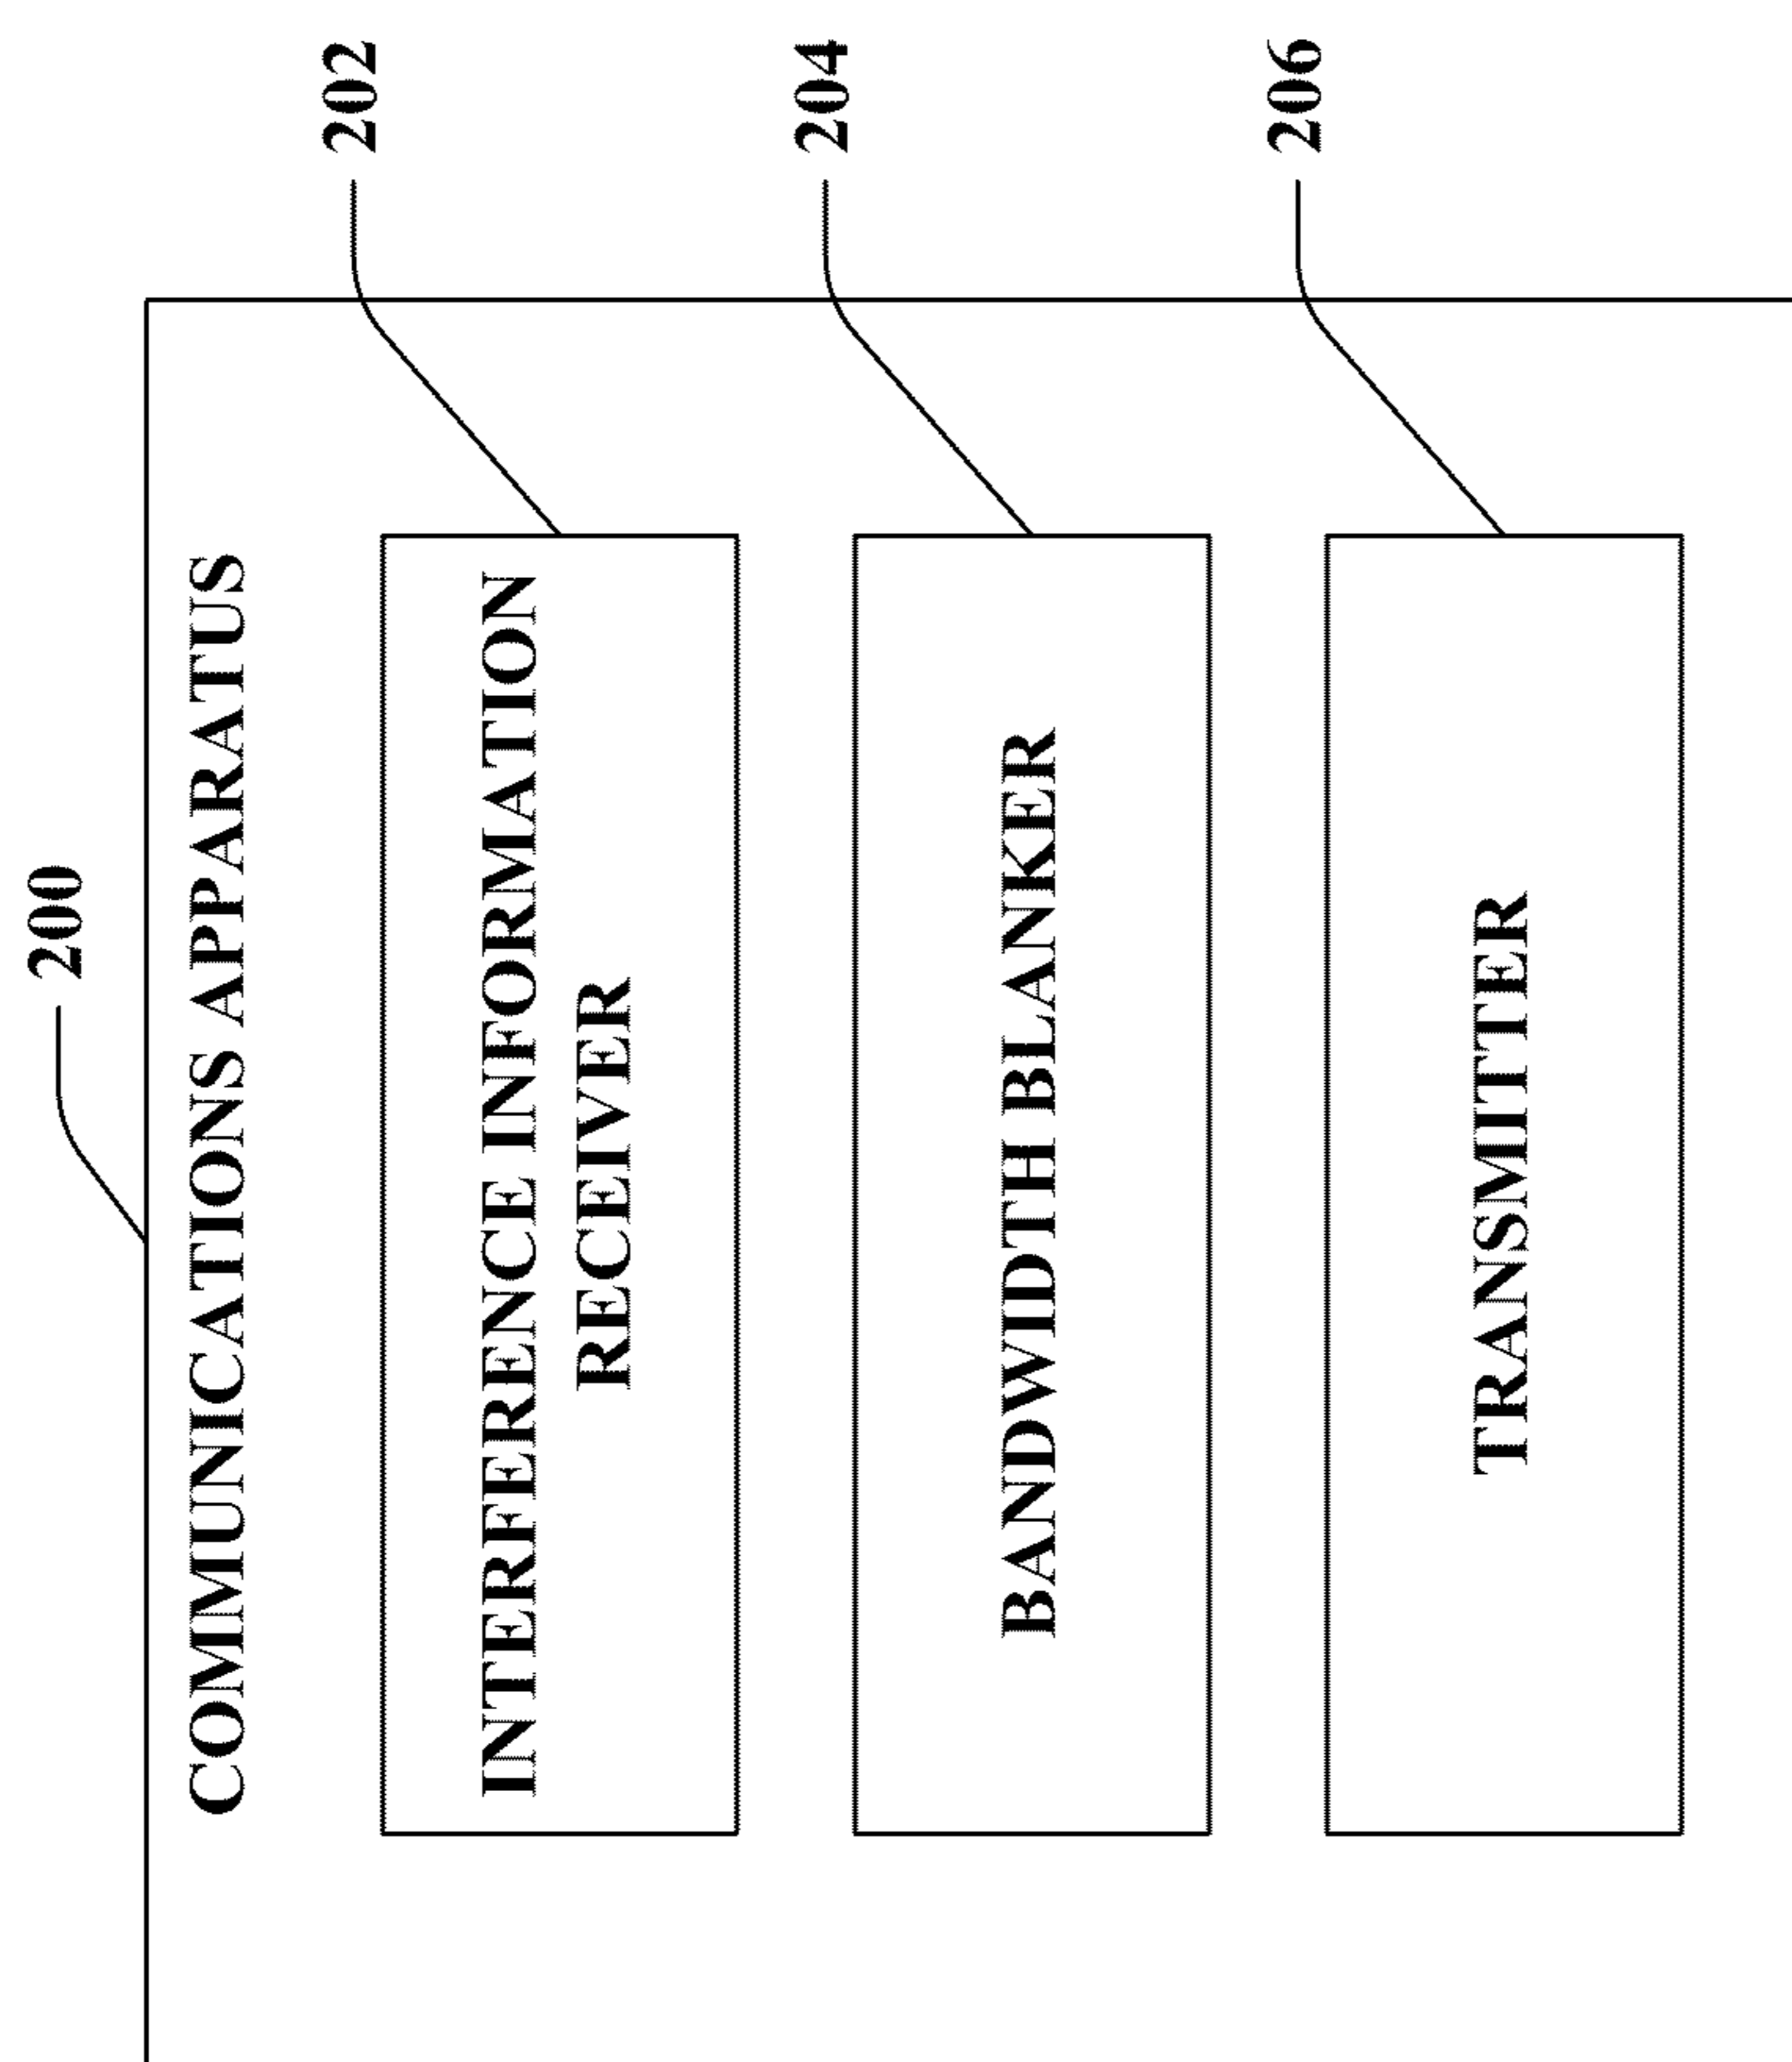 200
COMMUNICATIONS APPARATUS
202
INTERFERENCE INFORMATION
RECEIVER
204
BANDWIDTH BLANKER
206
TRANSMITTER